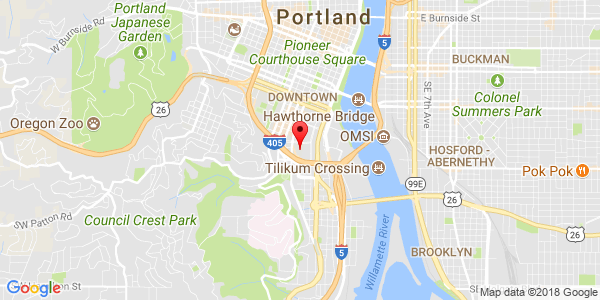 Portland
Portland
Japanese
Garden
W Burnside Rd
Pioneer
Courthouse Square
E Burnside St
5
BUCKMAN
SE 7th Ave
Colonel
Summers Park
DOWNTOWN
Hawthorne Bridge
26
Oregon Zoo
405
OMSI
HOSFORD -
ABERNETHY
Tilikum Crossing
Pok Pok
99E
26
SW Patton Rd
Council Crest Park
26
Willamette River
5
BROOKLYN
Google
Map data ©2018 Google